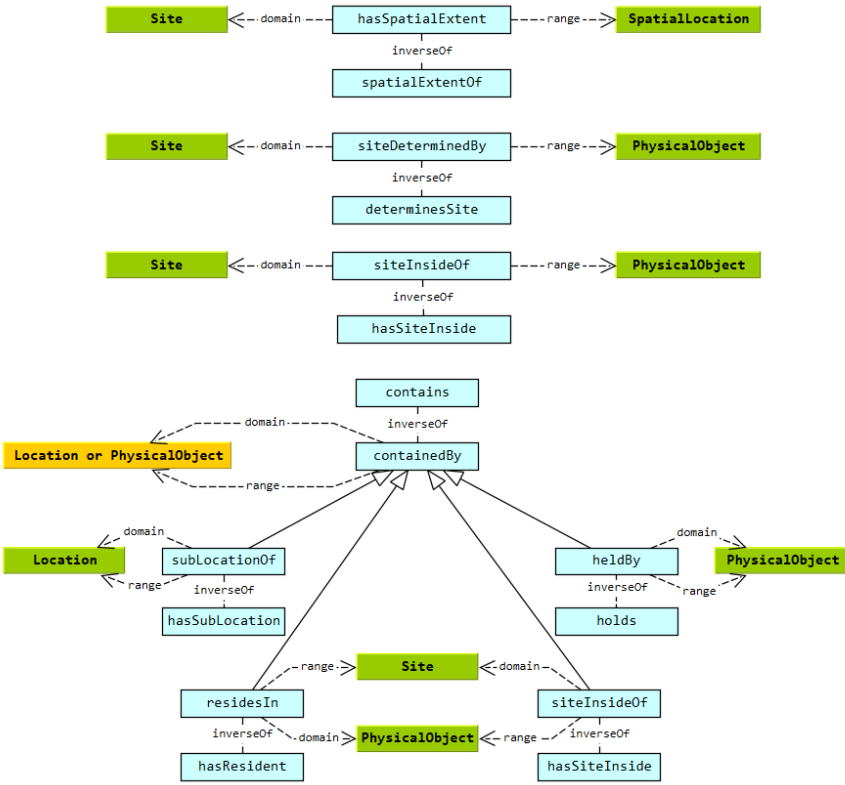 Site domain hasSpatialExtent range SpatialLocation
inverseOf
spatialExtentOf
Site domain siteDeterminedBy range PhysicalObject
inverseOf
determinesSite
Site domain siteInsideOf range PhysicalObject
inverseOf
hasSiteInside
contains
domain inverseOf
Location or PhysicalObject containedBy
range
domain domain
Location subLocationOf heldBy PhysicalObject
range inverseOf inverseOf range
hasSubLocation holds
range Site domain
residesIn siteInsideOf
inverseOf domain PhysicalObject range inverseOf
hasResident hasSiteInside